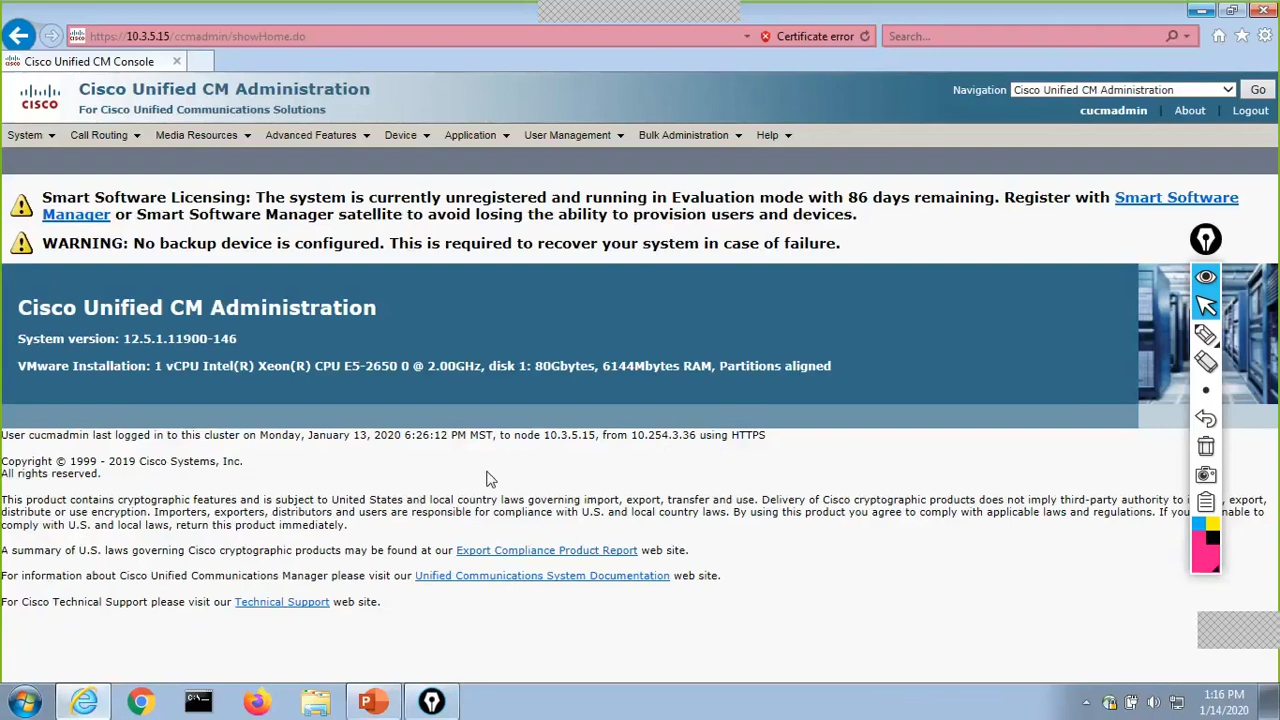 https://10.3.5.15/ccmadmin/showHome.do
Certificate error
Search...
Cisco Unified CM Console
CISCO
Cisco Unified CM Administration
For Cisco Unified Communications Solutions
Navigation Cisco Unified CM Administration Go
cucmadmin About Logout
System Call Routing Media Resources Advanced Features Device Application User Management Bulk Administration Help
Smart Software Licensing: The system is currently unregistered and running in Evaluation mode with 86 days remaining. Register with Smart Software
Manager or Smart Software Manager satellite to avoid losing the ability to provision users and devices.
WARNING: No backup device is configured. This is required to recover your system in case of failure.
Cisco Unified CM Administration
System version: 12.5.1.11900-146
VMware Installation: 1 vCPU Intel(R) Xeon(R) CPU E5-2650 0 @ 2.00GHz, disk 1: 80Gbytes, 6144Mbytes RAM, Partitions aligned
User cucmadmin last logged in to this cluster on Monday, January 13, 2020 6:26:12 PM MST, to node 10.3.5.15, from 10.254.3.36 using HTTPS
Copyright © 1999 - 2019 Cisco Systems, Inc.
All rights reserved.
This product contains cryptographic features and is subject to United States and local country laws governing import, export, transfer and use. Delivery of Cisco cryptographic products does not imply third-party authority to export,
distribute or use encryption. Importers, exporters, distributors and users are responsible for compliance with U.S. and local country laws. By using this product you agree to comply with applicable laws and regulations. If you to
comply with U.S. and local laws, return this product immediately.
A summary of U.S. laws governing Cisco cryptographic products may be found at our Export Compliance Product Report web site.
For information about Cisco Unified Communications Manager please visit our Unified Communications System Documentation web site.
For Cisco Technical Support please visit our Technical Support web site.
1:16 PM
1/14/2020